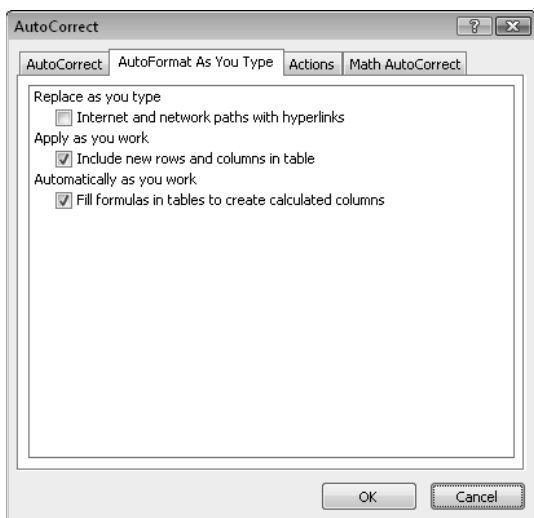 AutoCorrect
AutoCorrect AutoFormat As You Type Actions Math AutoCorrect
Replace as you type
Internet and network paths with hyperlinks
Apply as you work
Include new rows and columns in table
Automatically as you work
Fill formulas in tables to create calculated columns
OK Cancel